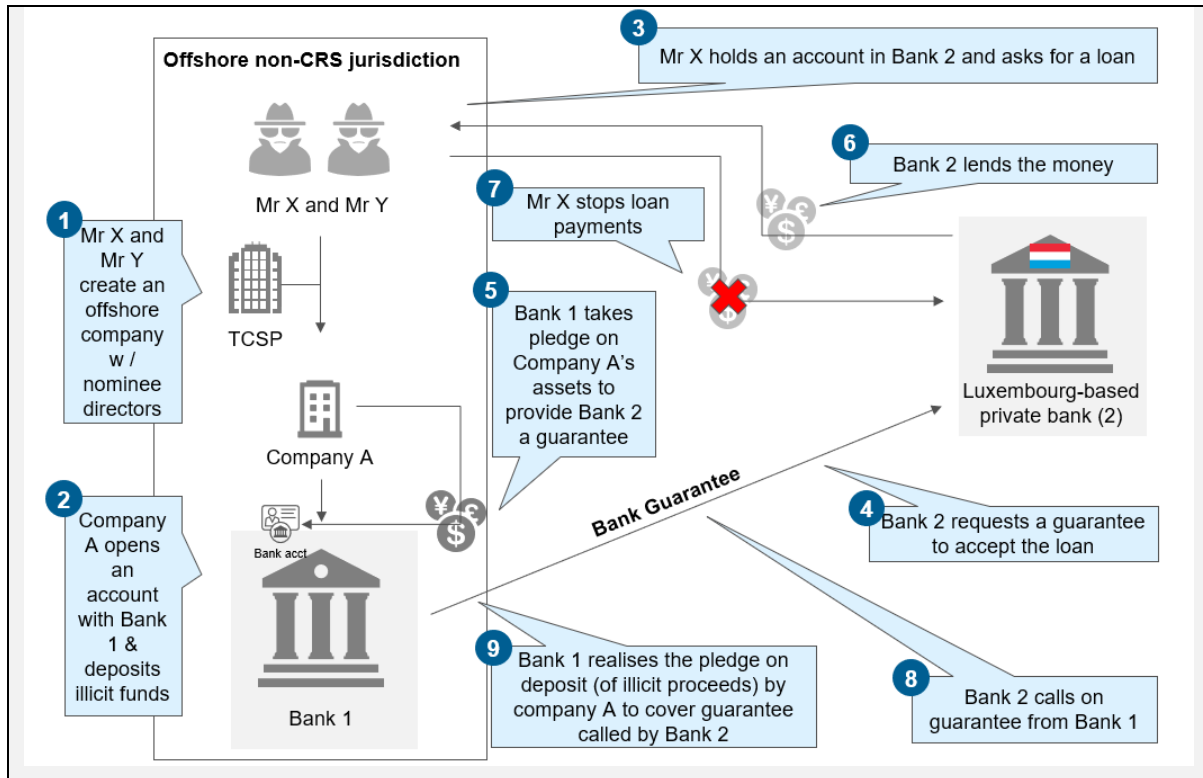 Offshore non-CRS jurisdiction
3
Mr X holds an account in Bank 2 and asks for a loan
6
Bank 2 lends the money
¥ £
$
7
Mr X stops loan
payments
¥ £
Mr X and Mr Y
1
Mr X and
Mr Y
create an
offshore
company
w /
nominee
directors
TCSP
5
Bank 1 takes
pledge on
Company A's
assets to
provide Bank 2
a guarantee
Luxembourg-based
private bank (2)
Company A
¥ £
$
Bank acct
2
Company
A opens
an
account
with Bank
1 &
deposits
illicit funds
Bank 1
Bank Guarantee
4
Bank 2 requests a guarantee
to accept the loan
9
Bank 1 realises the pledge on
deposit (of illicit proceeds) by
company A to cover guarantee
called by Bank 2
8
Bank 2 calls on
guarantee from Bank 1